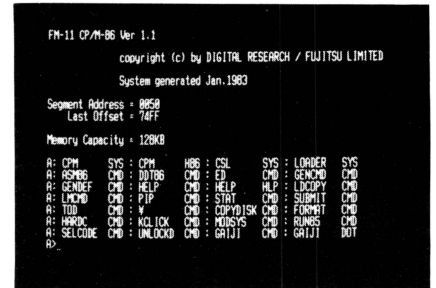 FM-11 CP/M-86 Ver 1.1
copyright (c) by DIGITAL RESEARCH / FUJITSU LIMITED
System generated Jan.1983
Segment Address = 0050
Last Offset = 74FF
Memory Capacity = 128KB
A: CPM SYS : CPM H86 : CSL SYS : LOADER SYS
A: ASM86 CMD : DDT86 CMD : ED CMD : GENCMD CMD
A: GENDEF CMD : HELP CMD : HELP HLP : LDCOPY CMD
A: LMCMD CMD : PIP CMD : STAT CMD : SUBMIT CMD
A: TOD CMD : ¥ CMD : COPYDISK CMD : FORMAT CMD
A: HARDC CMD : KCLICK CMD : MODSYS CMD : RUN85 CMD
A: SELCODE CMD : UNLOCKD CMD : GAIJI CMD : GAIJI DOT
A>_